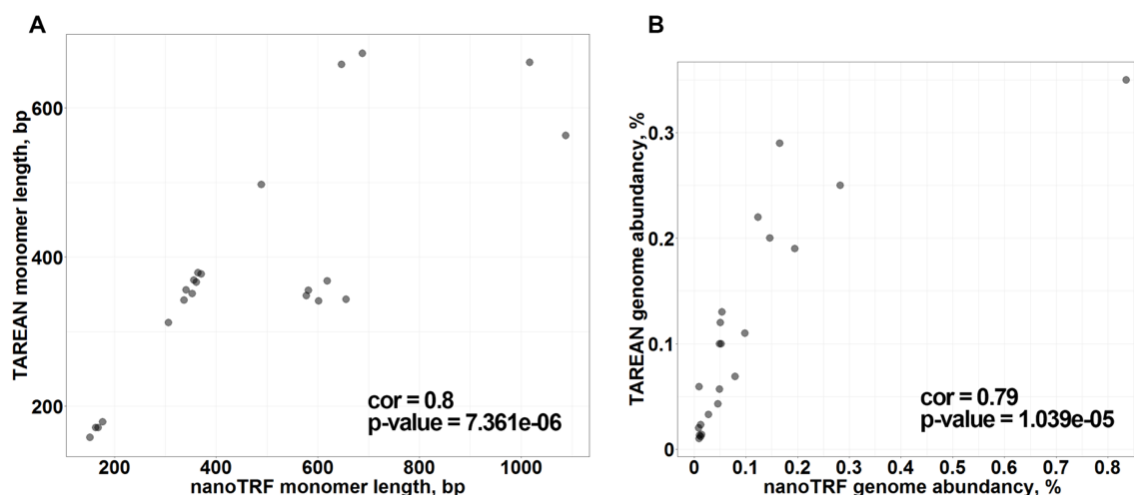 A
TAREAN monomer length, bp
600
400
200
cor = 0.8
p-value = 7.361e-06
200 400 600 800 1000
nanoTRF monomer length, bp
B
TAREAN genome abundancy, %
0.3
0.2
0.1
0
cor = 0.79
p-value = 1.039e-05
0 0.1 0.2 0.3 0.4 0.5 0.6 0.7 0.8
nanoTRF genome abundancy, %